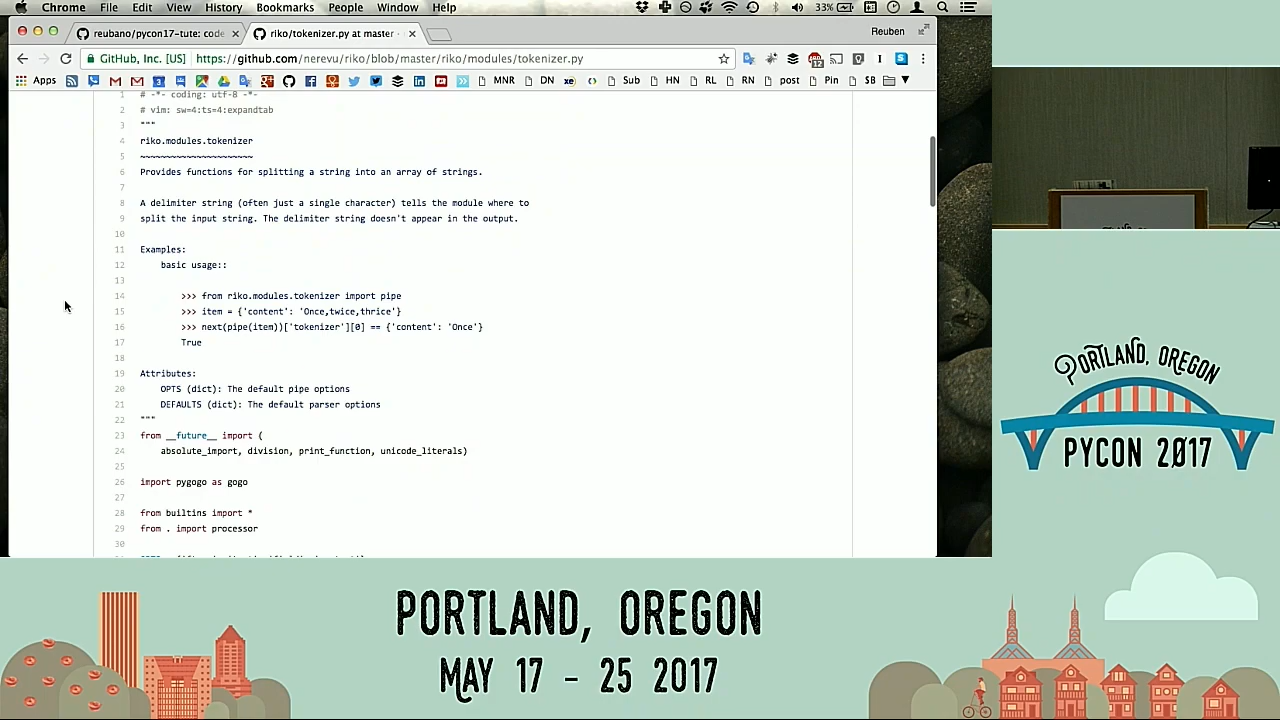 Chrome File Edit View History Bookmarks People Window Help 33%
reubano/pycon17-tute: code riko/tokenizer.py at master Reuben
GitHub, Inc. [US] https://github.com/nerevu/riko/blob/master/riko/modules/tokenizer.py
Apps MNR DN xe Sub HN RL RN post Pin $B
1 # -*- coding: utf-8 -*-
2 # vim: sw=4:ts=4:expandtab
3 """
4 riko.modules.tokenizer
5 ~~~~~~~~~~~~~~~~~~~~~~
6 Provides functions for splitting a string into an array of strings.
7
8 A delimiter string (often just a single character) tells the module where to
9 split the input string. The delimiter string doesn't appear in the output.
10
11 Examples:
12 basic usage::
13
14 >>> from riko.modules.tokenizer import pipe
15 >>> item = {'content': 'Once,twice,thrice'}
16 >>> next(pipe(item))['tokenizer'][0] == {'content': 'Once'}
17 True
18
19 Attributes:
20 OPTS (dict): The default pipe options
21 DEFAULTS (dict): The default parser options
22 """
23 from __future__ import (
24 absolute_import, division, print_function, unicode_literals)
25
26 import pygogo as gogo
27
28 from builtins import *
29 from . import processor
30
PORTLAND, OREGON
PYCON 2017
PORTLAND, OREGON
MAY 17 - 25 2017